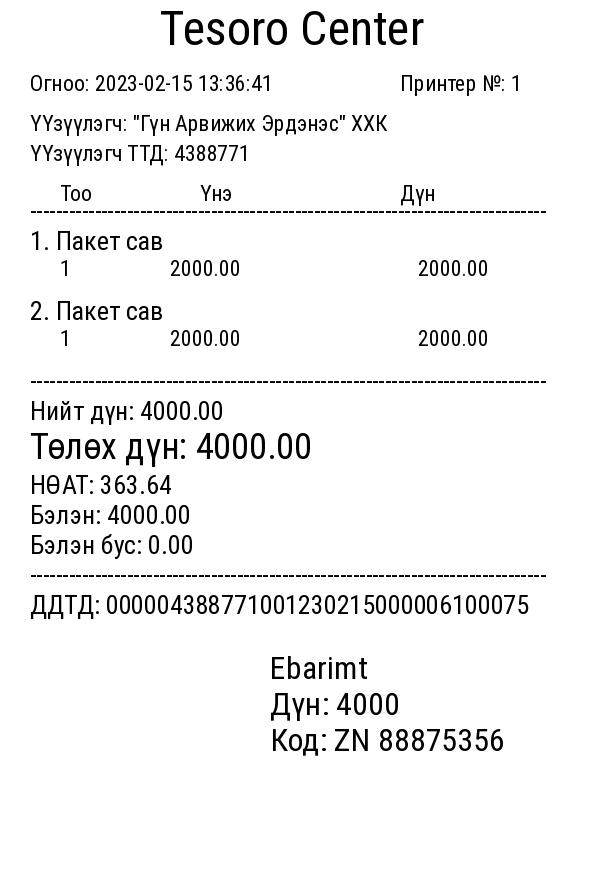 Tesoro Center
Огноо: 2023-02-15 13:36:41 Принтер №: 1
ҮҮзүүлэгч: "Гүн Арвижих Эрдэнэс" ХХК
ҮҮзүүлэгч ТТД: 4388771
Тоо Үнэ Дүн
--------------------------------------------------------------------------------
1. Пакет сав
1 2000.00 2000.00
2. Пакет сав
1 2000.00 2000.00
--------------------------------------------------------------------------------
Нийт дүн: 4000.00
Төлөх дүн: 4000.00
НӨАТ: 363.64
Бэлэн: 4000.00
Бэлэн бус: 0.00
--------------------------------------------------------------------------------
ДДТД: 000004388771001230215000006100075
Ebarimt
Дүн: 4000
Код: ZN 88875356